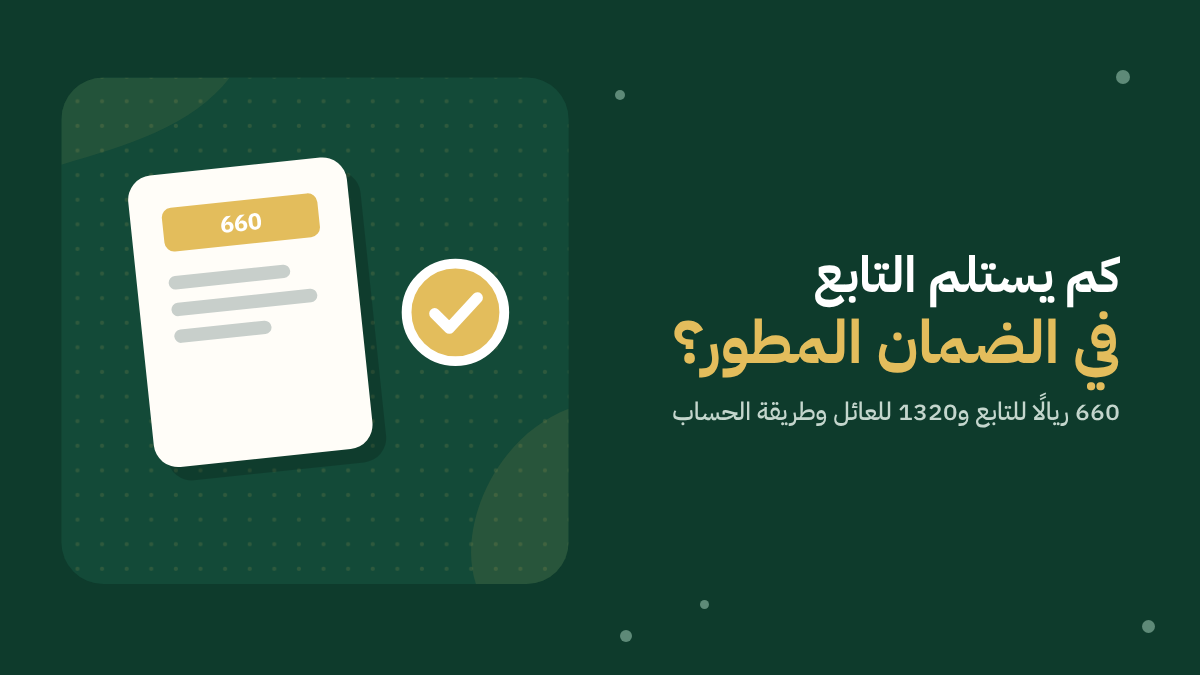 كم يستلم التابع
في الضمان المطور؟
660 ريالًا للتابع و1320 للعائل وطريقة الحساب
660